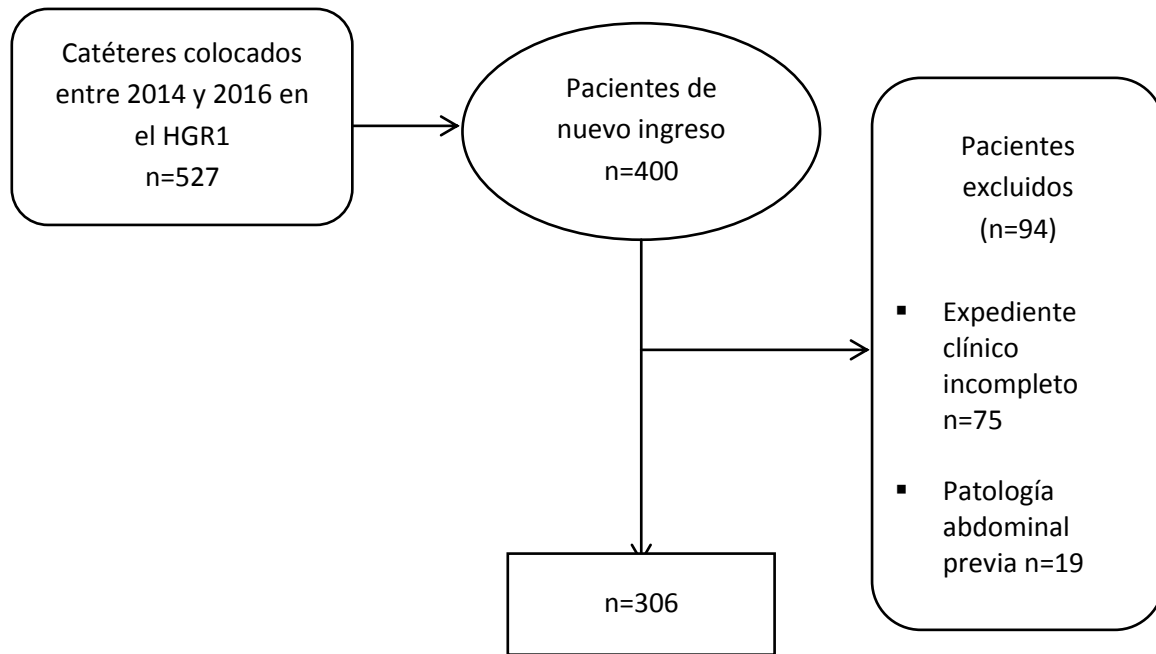 Catéteres colocados
entre 2014 y 2016 en
el HGR1
n=527
Pacientes de
nuevo ingreso
n=400
Pacientes
excluidos
(n=94)
▪ Expediente
clínico
incompleto
n=75
▪ Patología
abdominal
previa n=19
n=306